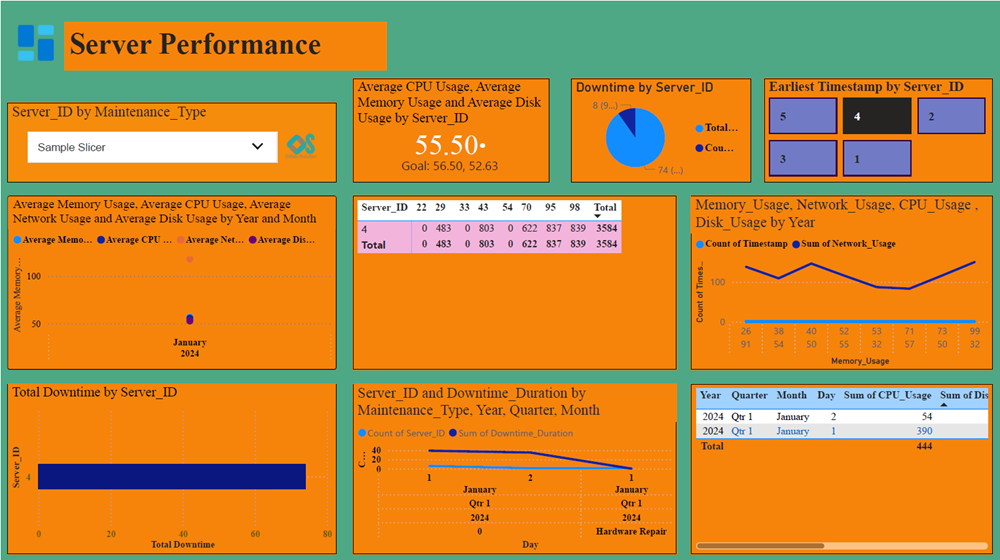 Server Performance
Server_ID by Maintenance_Type
Sample Slicer
Average CPU Usage, Average
Memory Usage and Average Disk
Usage by Server_ID
55.50
Goal: 56.50, 52.63
Downtime by Server_ID
8 (9...)
74 (...)
Total...
Cou...
Earliest Timestamp by Server_ID
5 4 2
3 1
Average Memory Usage, Average CPU Usage, Average
Network Usage and Average Disk Usage by Year and Month
Average Memo... Average CPU ... Average Net... Average Dis...
Average Memory...
100
50
January
2024
Server_ID 22 29 33 43 54 70 95 98 Total
4 0 483 0 803 0 622 837 839 3584
Total 0 483 0 803 0 622 837 839 3584
Memory_Usage, Network_Usage, CPU_Usage ,
Disk_Usage by Year
Count of Timestamp Sum of Network_Usage
Count of Times...
100
0
26 38 40 52 53 71 73 99
91 54 50 55 32 57 50 32
Memory_Usage
Total Downtime by Server_ID
Server_ID
4
0 20 40 60 80
Total Downtime
Server_ID and Downtime_Duration by
Maintenance_Type, Year, Quarter, Month
Count of Server_ID Sum of Downtime_Duration
C...
40
20
0
1 2 1
January January
Qtr 1 Qtr 1
2024 2024
0 Hardware Repair
Day
Year Quarter Month Day Sum of CPU_Usage Sum of Dis
2024 Qtr 1 January 2 54
2024 Qtr 1 January 1 390
Total 444